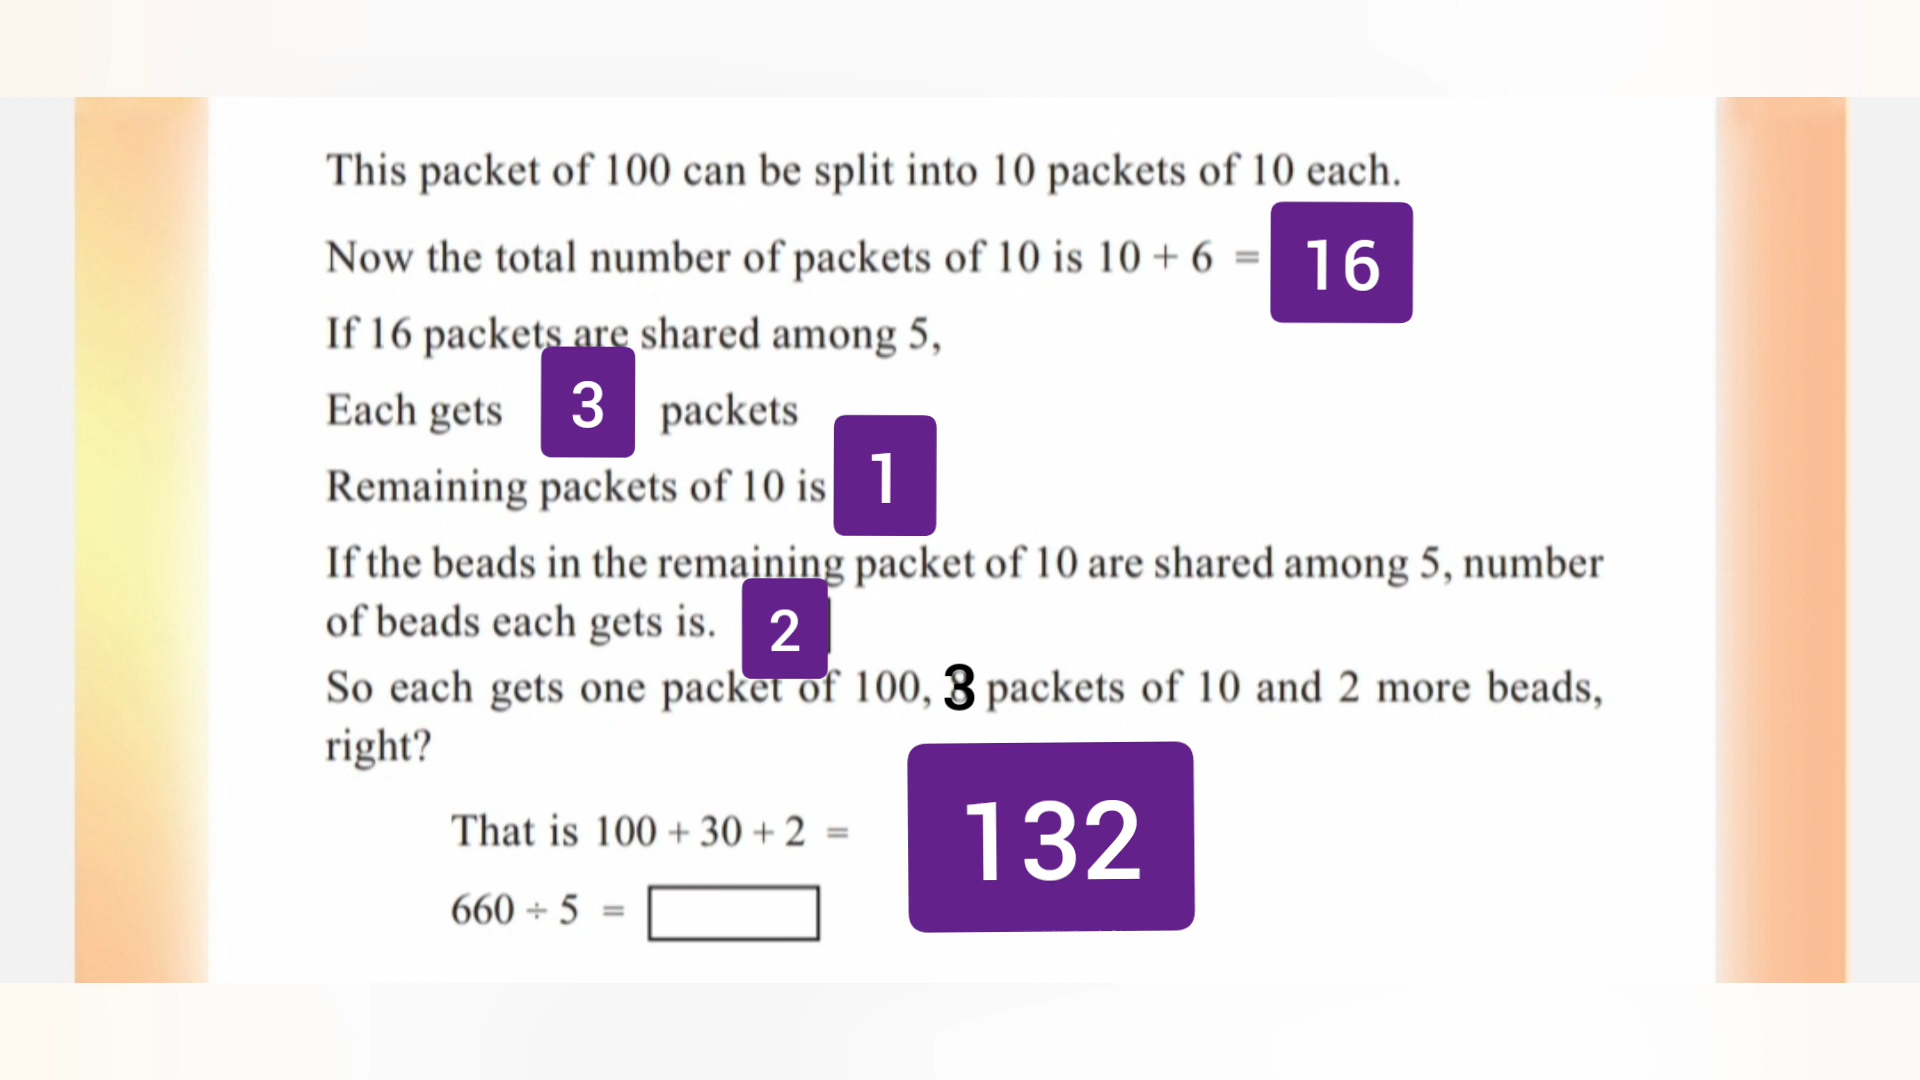 This packet of 100 can be split into 10 packets of 10 each.
Now the total number of packets of 10 is 10 + 6 = 16
If 16 packets are shared among 5,
Each gets 3 packets
Remaining packets of 10 is 1
If the beads in the remaining packet of 10 are shared among 5, number
of beads each gets is. 2
So each gets one packet of 100, 3 packets of 10 and 2 more beads,
right?
That is 100 + 30 + 2 = 132
660 ÷ 5 =